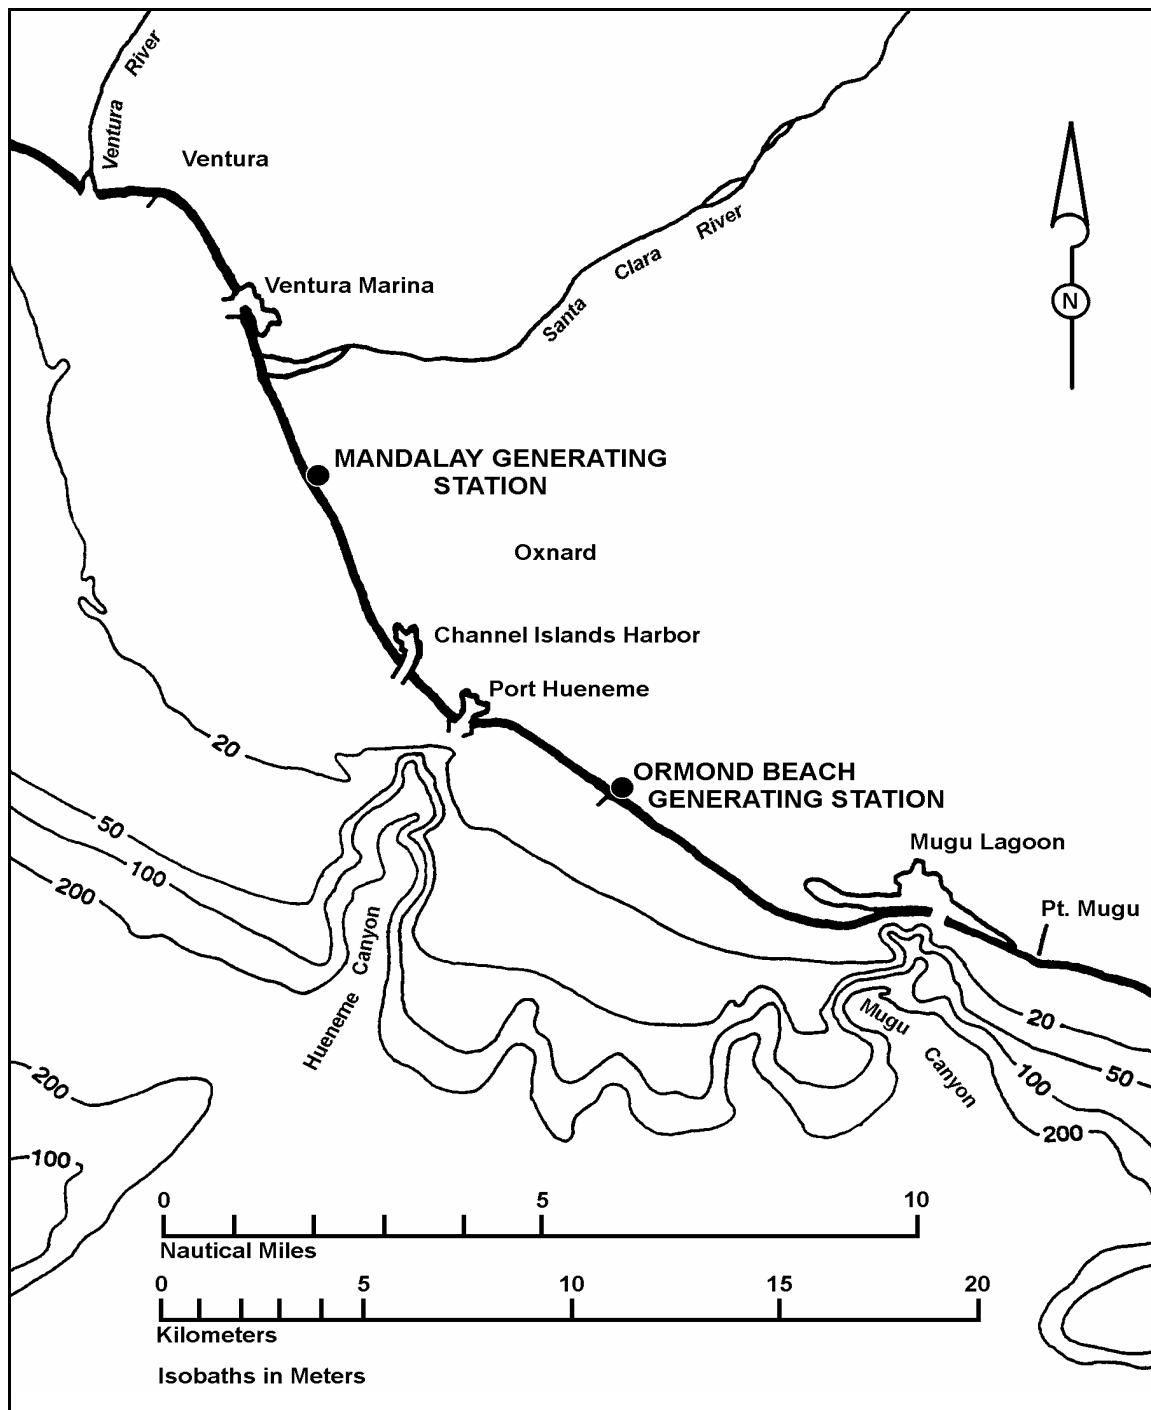 Ventura River
Ventura
Ventura Marina
Santa Clara River
N
MANDALAY GENERATING
STATION
Oxnard
Channel Islands Harbor
Port Hueneme
20
ORMOND BEACH
GENERATING STATION
50
Mugu Lagoon
100
200
Pt. Mugu
Hueneme Canyon
Mugu Canyon
20
50
100
200
200
100
0 5 10
Nautical Miles
0 5 10 15 20
Kilometers
Isobaths in Meters